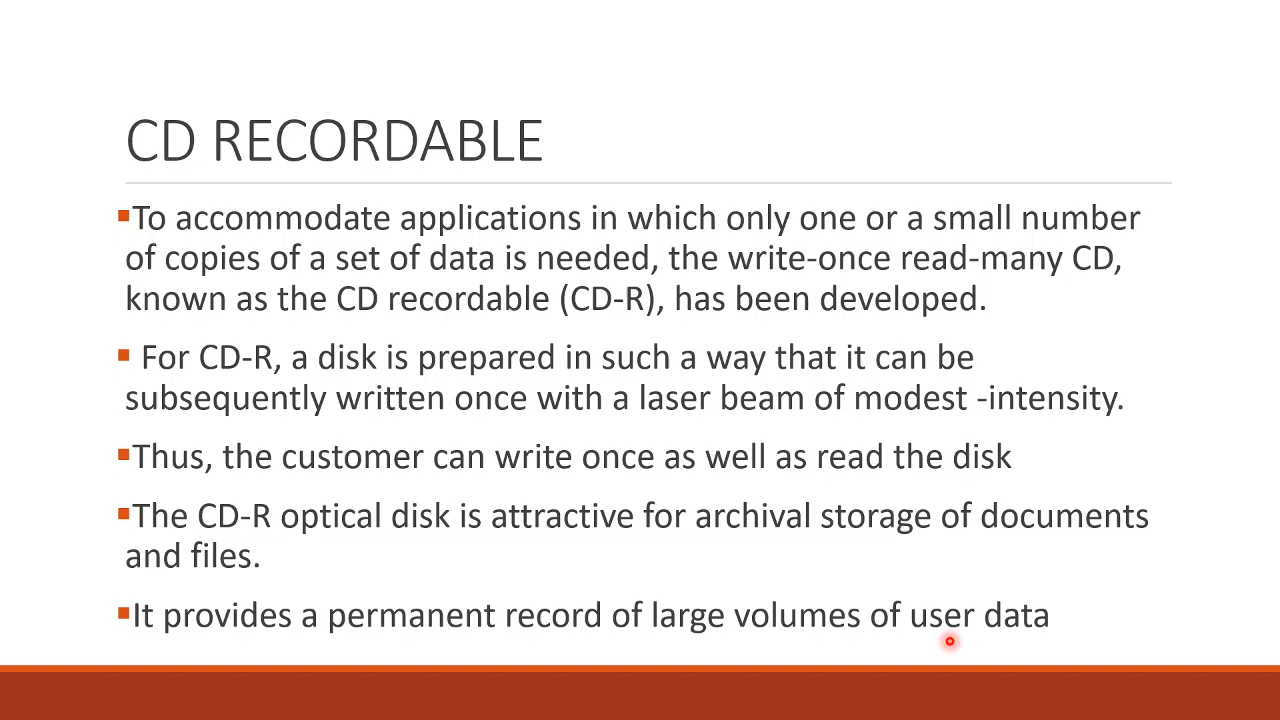 CD RECORDABLE
▪To accommodate applications in which only one or a small number
of copies of a set of data is needed, the write-once read-many CD,
known as the CD recordable (CD-R), has been developed.
▪ For CD-R, a disk is prepared in such a way that it can be
subsequently written once with a laser beam of modest -intensity.
▪Thus, the customer can write once as well as read the disk
▪The CD-R optical disk is attractive for archival storage of documents
and files.
▪It provides a permanent record of large volumes of user data